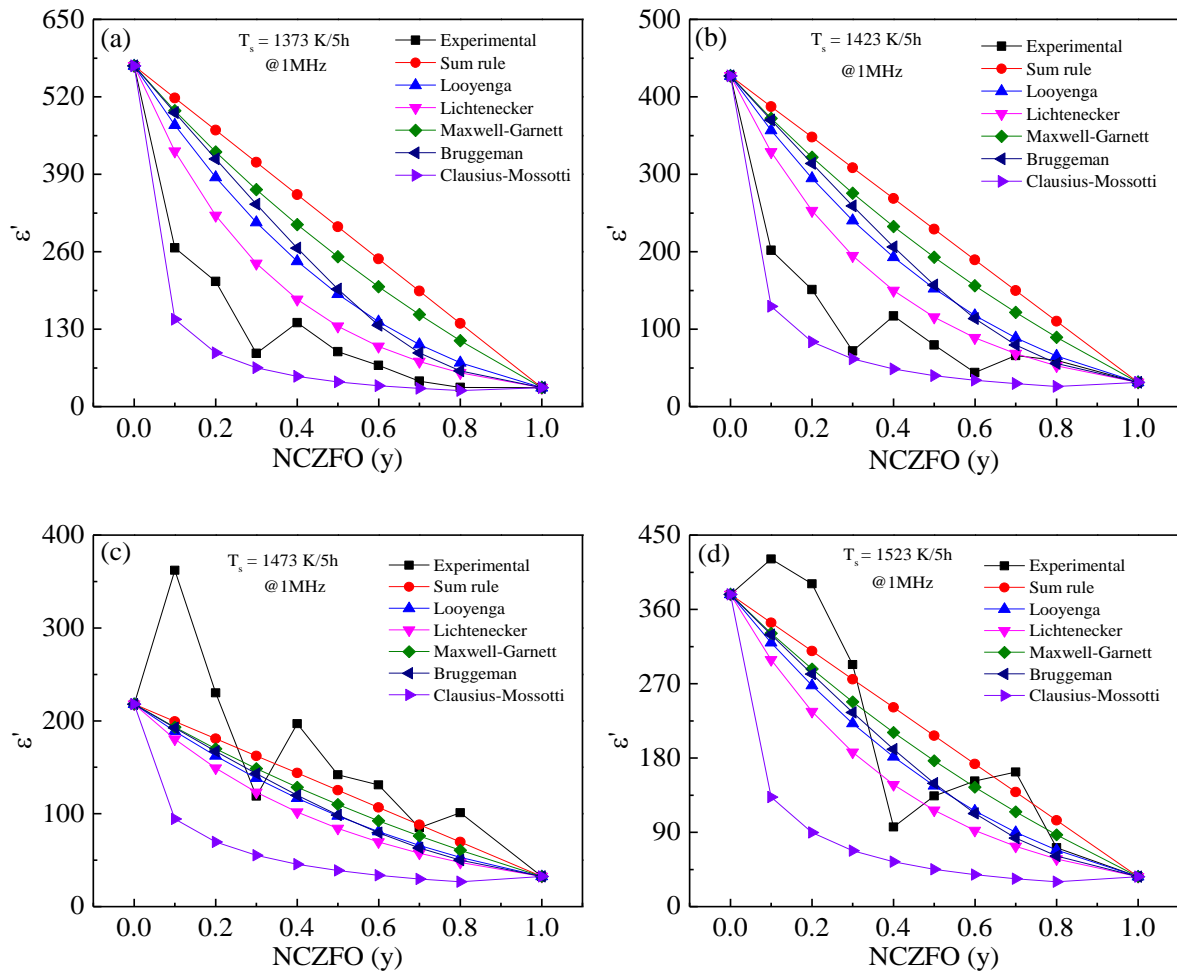 (a)
T_s = 1373 K/5h
@1MHz
Experimental
Sum rule
Looyenga
Lichtenecker
Maxwell-Garnett
Bruggeman
Clausius-Mossotti
650
520
390
260
130
0
ε'
0.0 0.2 0.4 0.6 0.8 1.0
NCZFO (y)
(b)
T_s = 1423 K/5h
@1MHz
Experimental
Sum rule
Looyenga
Lichtenecker
Maxwell-Garnett
Bruggeman
Clausius-Mossotti
500
400
300
200
100
0
ε'
0.0 0.2 0.4 0.6 0.8 1.0
NCZFO (y)
(c)
T_s = 1473 K/5h
@1MHz
Experimental
Sum rule
Looyenga
Lichtenecker
Maxwell-Garnett
Bruggeman
Clausius-Mossotti
400
300
200
100
0
ε'
0.0 0.2 0.4 0.6 0.8 1.0
NCZFO (y)
(d)
T_s = 1523 K/5h
@1MHz
Experimental
Sum rule
Looyenga
Lichtenecker
Maxwell-Garnett
Bruggeman
Clausius-Mossotti
450
360
270
180
90
0
ε'
0.0 0.2 0.4 0.6 0.8 1.0
NCZFO (y)